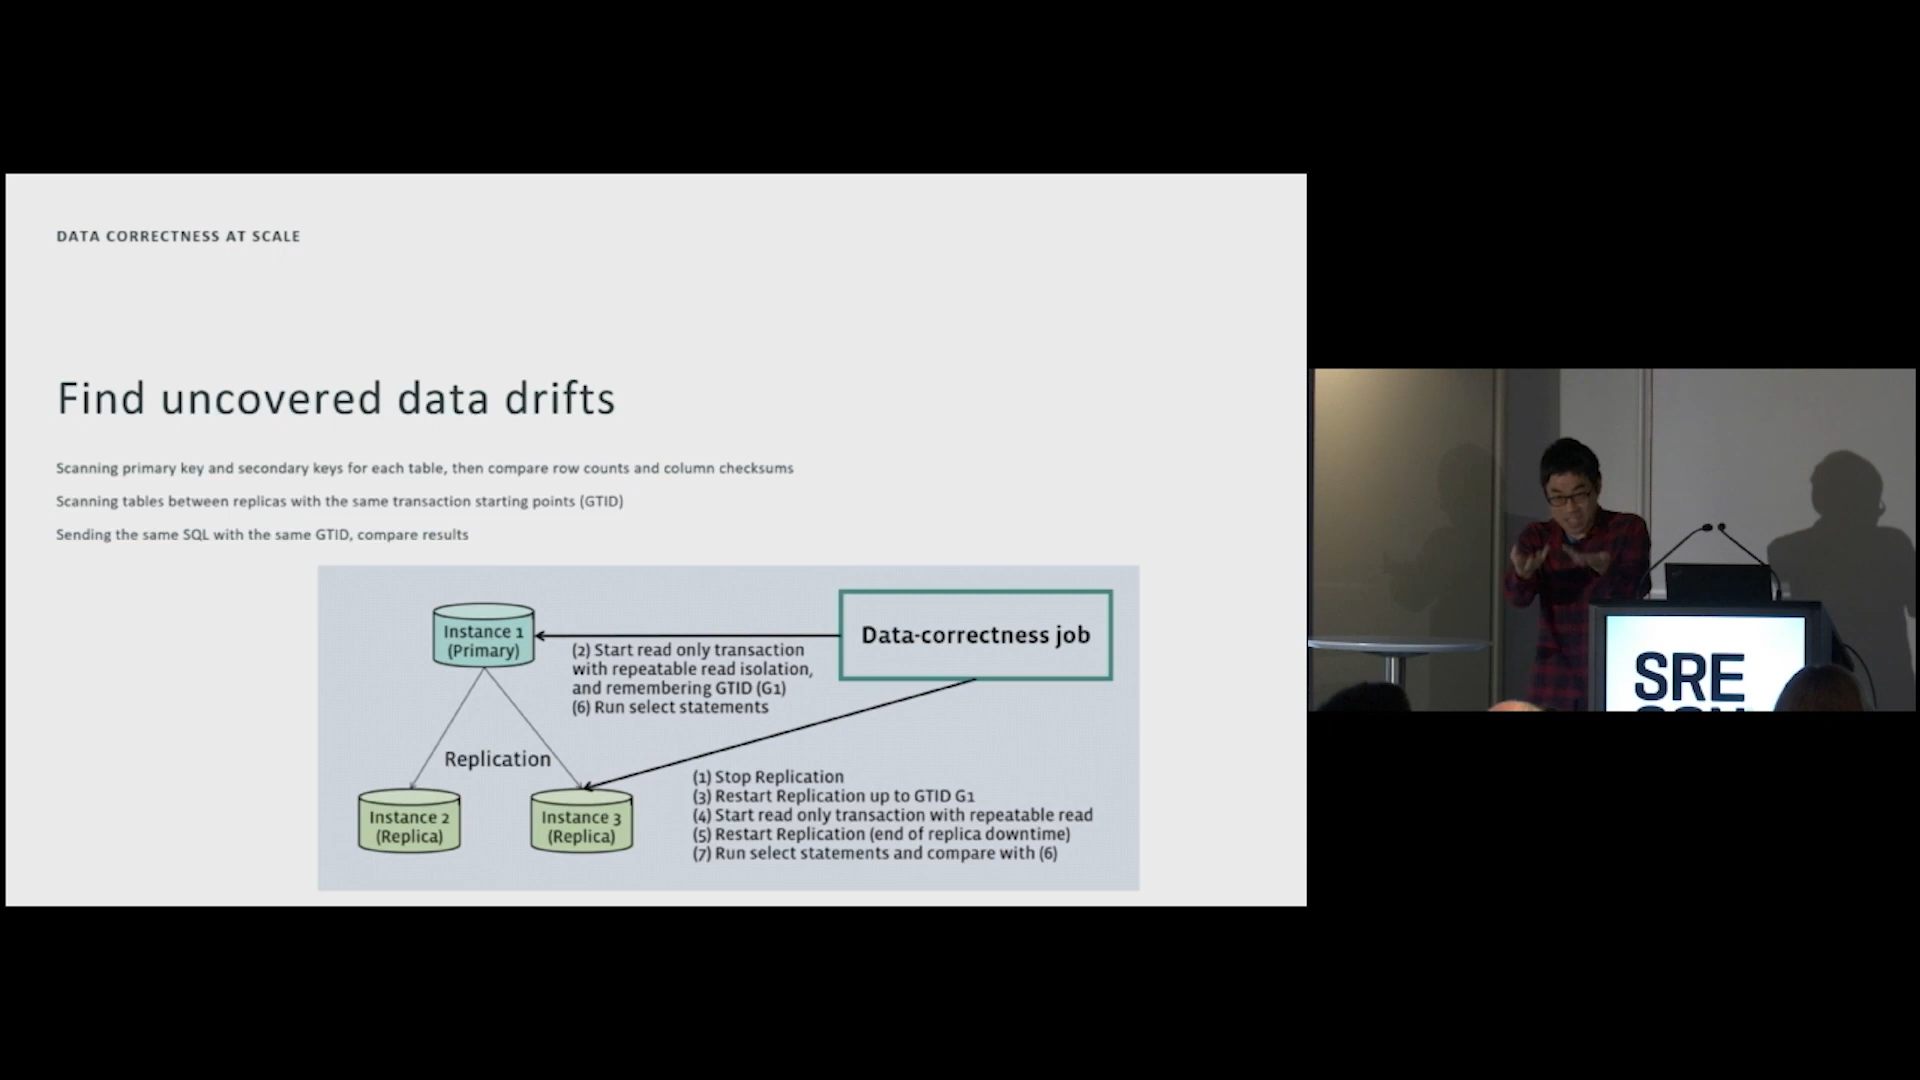 DATA CORRECTNESS AT SCALE
Find uncovered data drifts
Scanning primary key and secondary keys for each table, then compare row counts and column checksums
Scanning tables between replicas with the same transaction starting points (GTID)
Sending the same SQL with the same GTID, compare results
Instance 1
(Primary)
Data-correctness job
(2) Start read only transaction
with repeatable read isolation,
and remembering GTID (G1)
(6) Run select statements
Replication
Instance 2
(Replica)
Instance 3
(Replica)
(1) Stop Replication
(3) Restart Replication up to GTID G1
(4) Start read only transaction with repeatable read
(5) Restart Replication (end of replica downtime)
(7) Run select statements and compare with (6)
SRE